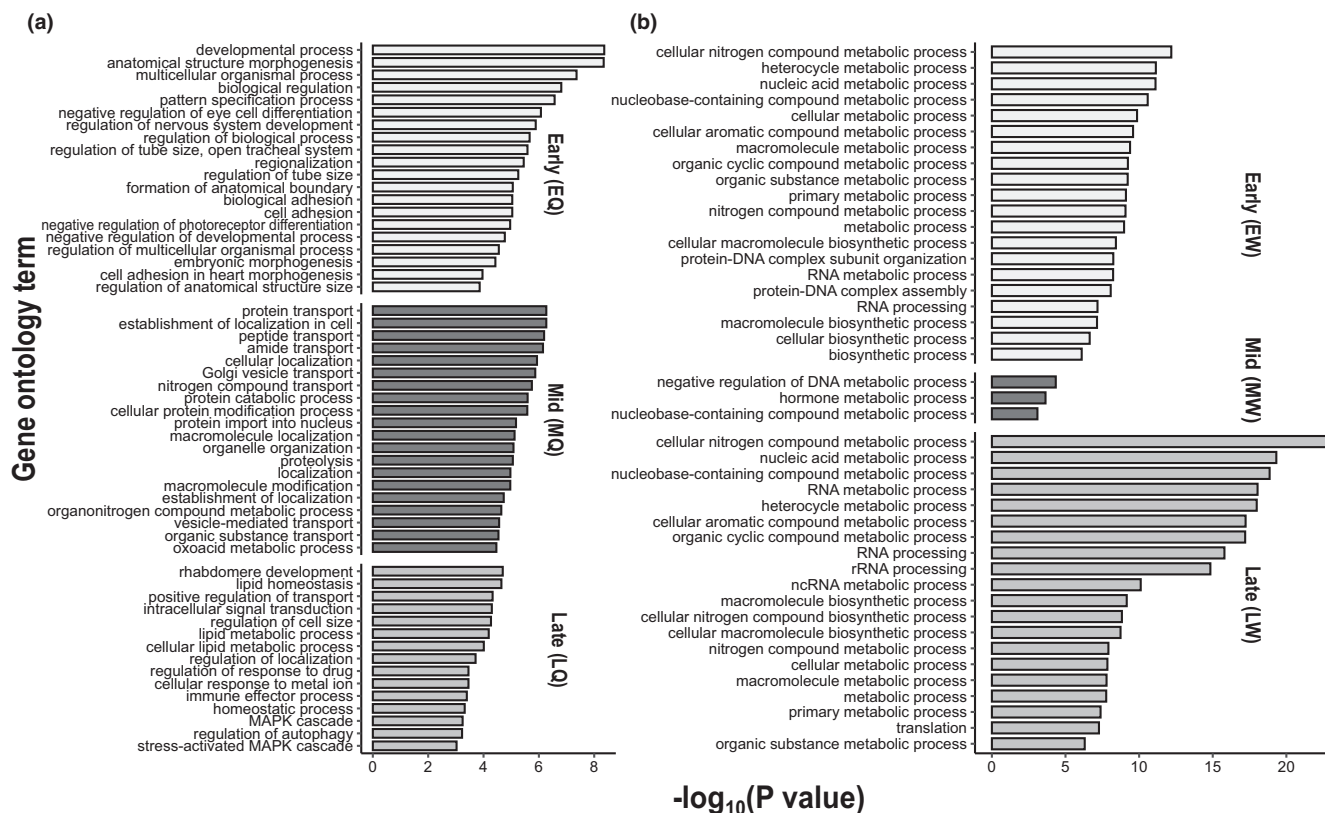 (a)
developmental process
anatomical structure morphogenesis
multicellular organismal process
biological regulation
pattern specification process
negative regulation of eye cell differentiation
regulation of nervous system development
regulation of biological process
regulation of tube size, open tracheal system
regionalization
regulation of tube size
formation of anatomical boundary
biological adhesion
cell adhesion
negative regulation of photoreceptor differentiation
negative regulation of developmental process
regulation of multicellular organismal process
embryonic morphogenesis
cell adhesion in heart morphogenesis
regulation of anatomical structure size
Early (EQ)
protein transport
establishment of localization in cell
peptide transport
amide transport
cellular localization
Golgi vesicle transport
nitrogen compound transport
protein catabolic process
cellular protein modification process
protein import into nucleus
macromolecule localization
organelle organization
proteolysis
localization
macromolecule modification
establishment of localization
organonitrogen compound metabolic process
vesicle-mediated transport
organic substance transport
oxoacid metabolic process
Mid (MQ)
rhabdomere development
lipid homeostasis
positive regulation of transport
intracellular signal transduction
regulation of cell size
lipid metabolic process
cellular lipid metabolic process
regulation of localization
regulation of response to drug
cellular response to metal ion
immune effector process
homeostatic process
MAPK cascade
regulation of autophagy
stress-activated MAPK cascade
Late (LQ)
0 2 4 6 8
Gene ontology term
(b)
cellular nitrogen compound metabolic process
heterocycle metabolic process
nucleic acid metabolic process
nucleobase-containing compound metabolic process
cellular metabolic process
cellular aromatic compound metabolic process
macromolecule metabolic process
organic cyclic compound metabolic process
organic substance metabolic process
primary metabolic process
nitrogen compound metabolic process
metabolic process
cellular macromolecule biosynthetic process
protein-DNA complex subunit organization
RNA metabolic process
protein-DNA complex assembly
RNA processing
macromolecule biosynthetic process
cellular biosynthetic process
biosynthetic process
Early (EW)
negative regulation of DNA metabolic process
hormone metabolic process
nucleobase-containing compound metabolic process
Mid (MW)
cellular nitrogen compound metabolic process
nucleic acid metabolic process
nucleobase-containing compound metabolic process
RNA metabolic process
heterocycle metabolic process
cellular aromatic compound metabolic process
organic cyclic compound metabolic process
RNA processing
rRNA processing
ncRNA metabolic process
macromolecule biosynthetic process
cellular nitrogen compound biosynthetic process
cellular macromolecule biosynthetic process
nitrogen compound metabolic process
cellular metabolic process
macromolecule metabolic process
metabolic process
primary metabolic process
translation
organic substance metabolic process
Late (LW)
0 5 10 15 20
-log₁₀(P value)